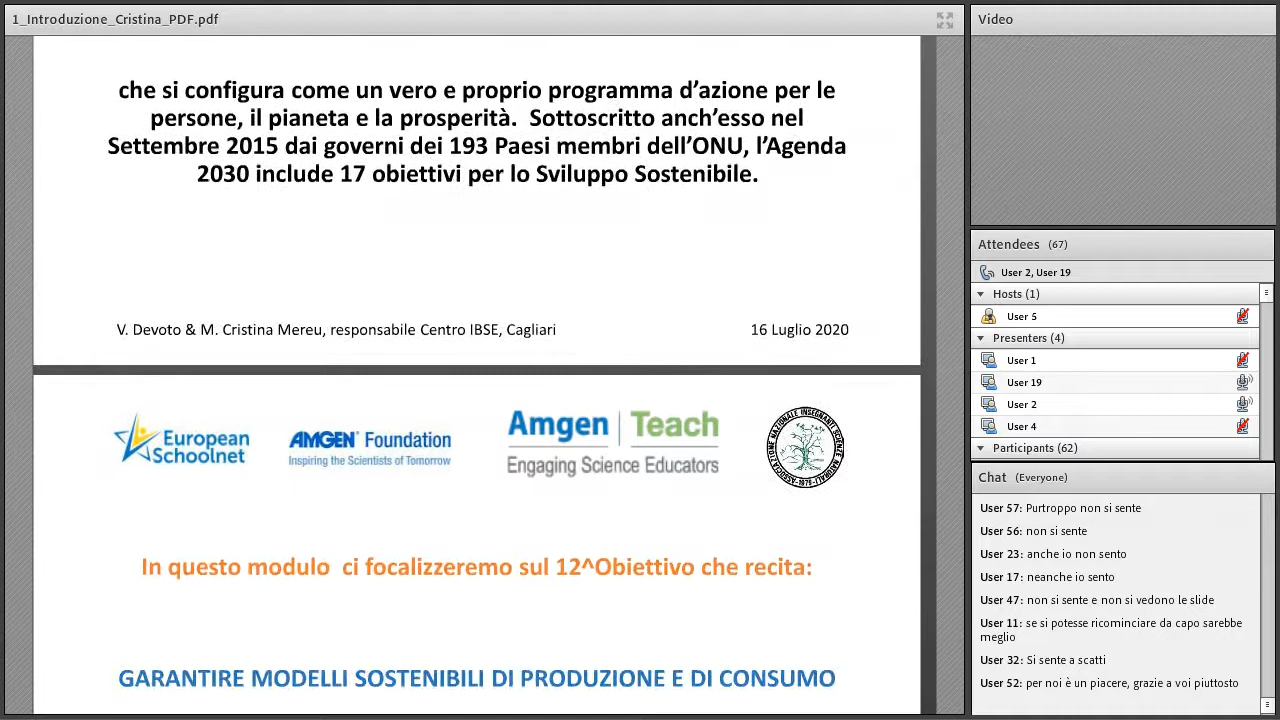 1_Introduzione_Cristina_PDF.pdf
che si configura come un vero e proprio programma d’azione per le
persone, il pianeta e la prosperità.  Sottoscritto anch’esso nel
Settembre 2015 dai governi dei 193 Paesi membri dell’ONU, l’Agenda
2030 include 17 obiettivi per lo Sviluppo Sostenibile.
V. Devoto & M. Cristina Mereu, responsabile Centro IBSE, Cagliari
16 Luglio 2020
European
Schoolnet
AMGEN® Foundation
Inspiring the Scientists of Tomorrow
Amgen | Teach
Engaging Science Educators
ASSOCIAZIONE NAZIONALE INSEGNANTI SCIENZE NATURALI
-1979-
In questo modulo  ci focalizzeremo sul 12^Obiettivo che recita:
GARANTIRE MODELLI SOSTENIBILI DI PRODUZIONE E DI CONSUMO
Video
Attendees (67)
User 2, User 19
Hosts (1)
User 5
Presenters (4)
User 1
User 19
User 2
User 4
Participants (62)
Chat (Everyone)
User 57: Purtroppo non si sente
User 56: non si sente
User 23: anche io non sento
User 17: neanche io sento
User 47: non si sente e non si vedono le slide
User 11: se si potesse ricominciare da capo sarebbe
meglio
User 32: Si sente a scatti
User 52: per noi è un piacere, grazie a voi piuttosto